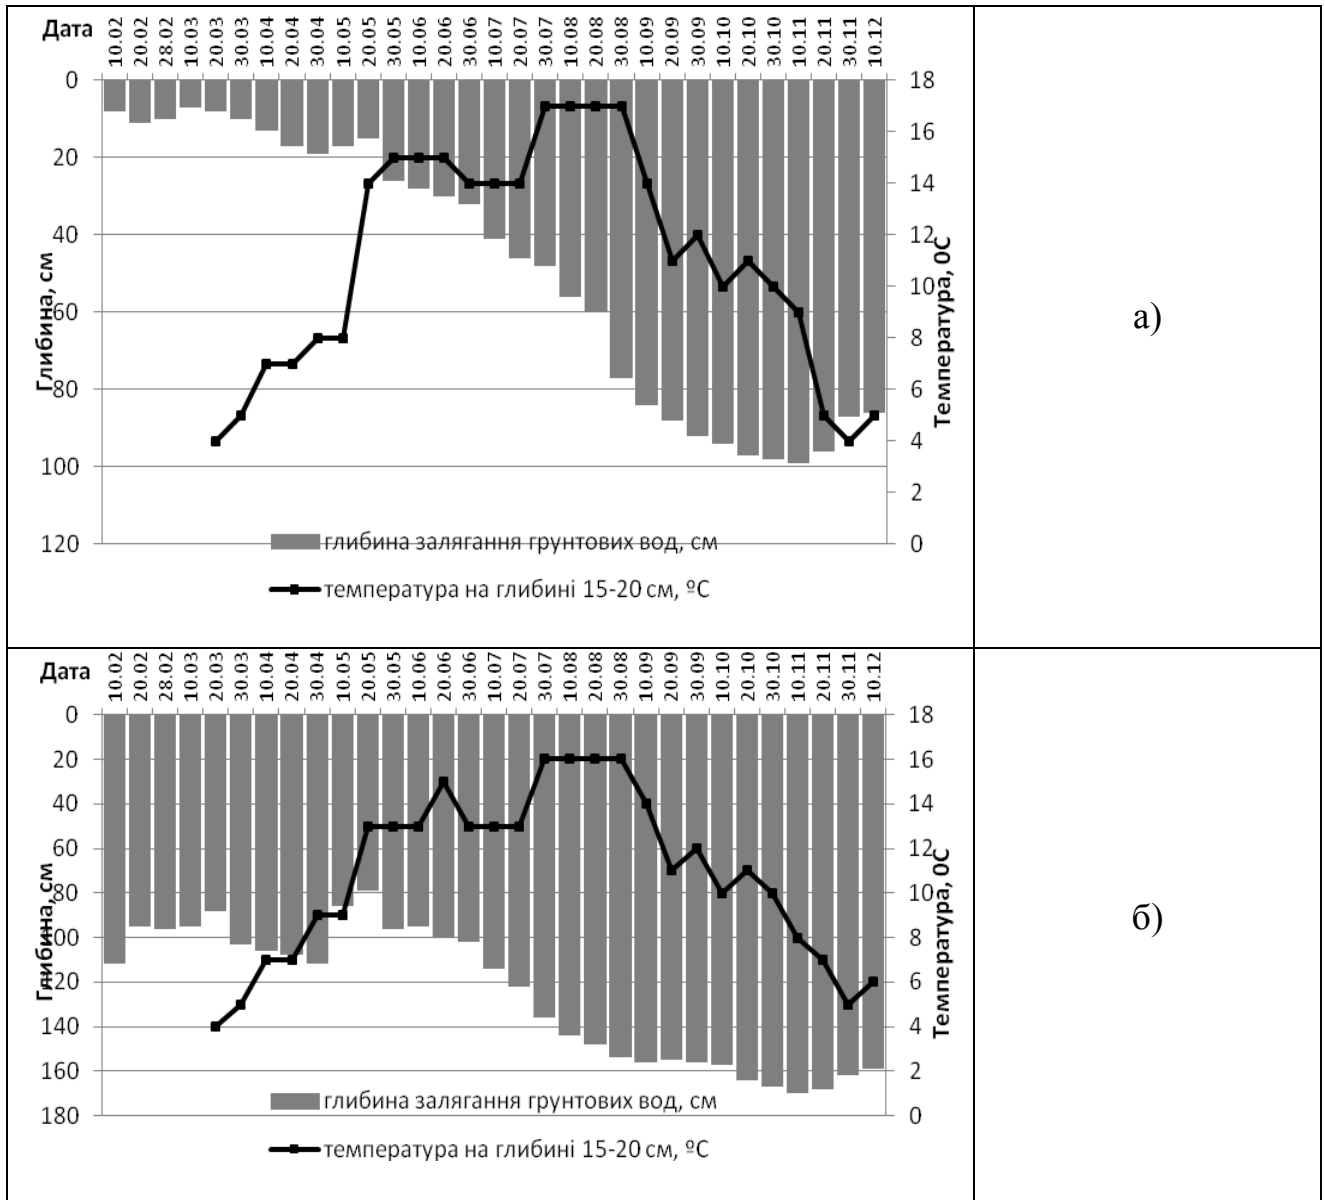 Дата
10.02 20.02 28.02 10.03 20.03 30.03 10.04 20.04 30.04 10.05 20.05 30.05 10.06 20.06 30.06 10.07 20.07 30.07 10.08 20.08 30.08 10.09 20.09 30.09 10.10 20.10 30.10 10.11 20.11 30.11 10.12
0 18
16
20
14
40 12
10
60
8
80 6
4
100
2
120 0
Глибина, см
Температура, 0С
глибина залягання грунтових вод, см
температура на глибині 15-20 см, ºС
а)
Дата
10.02 20.02 28.02 10.03 20.03 30.03 10.04 20.04 30.04 10.05 20.05 30.05 10.06 20.06 30.06 10.07 20.07 30.07 10.08 20.08 30.08 10.09 20.09 30.09 10.10 20.10 30.10 10.11 20.11 30.11 10.12
0 18
20 16
40 14
60 12
80 10
100 8
120 6
140 4
160 2
180 0
Глибина, см
Температура, 0С
глибина залягання грунтових вод, см
температура на глибині 15-20 см, ºС
б)